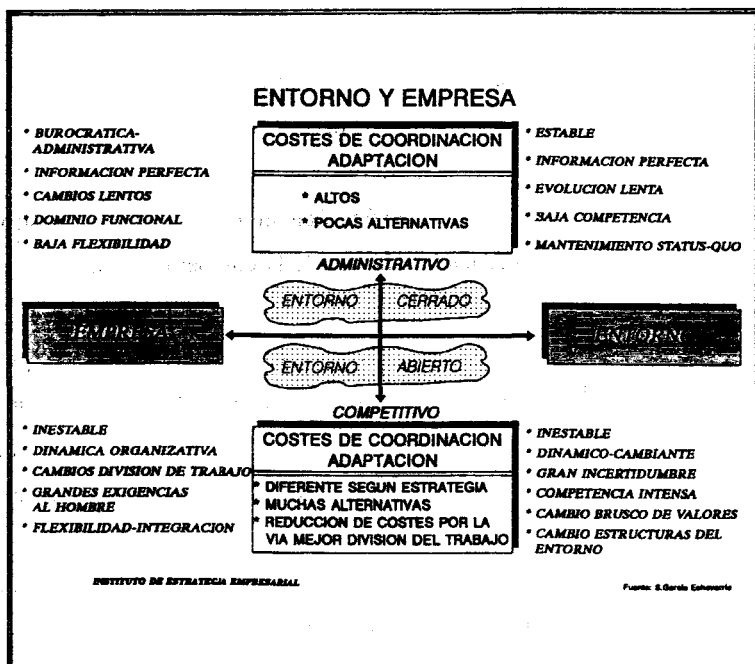 ENTORNO Y EMPRESA
* BUROCRATICA-
ADMINISTRATIVA
* INFORMACION PERFECTA
* CAMBIOS LENTOS
* DOMINIO FUNCIONAL
* BAJA FLEXIBILIDAD
COSTES DE COORDINACION
ADAPTACION
* ALTOS
* POCAS ALTERNATIVAS
* ESTABLE
* INFORMACION PERFECTA
* EVOLUCION LENTA
* BAJA COMPETENCIA
* MANTENIMIENTO STATUS-QUO
ADMINISTRATIVO
ENTORNO CERRADO
EMPRESA
ENTORNO
ENTORNO ABIERTO
COMPETITIVO
* INESTABLE
* DINAMICA ORGANIZATIVA
* CAMBIOS DIVISION DE TRABAJO
* GRANDES EXIGENCIAS
AL HOMBRE
* FLEXIBILIDAD-INTEGRACION
COSTES DE COORDINACION
ADAPTACION
* DIFERENTE SEGUN ESTRATEGIA
* MUCHAS ALTERNATIVAS
* REDUCCION DE COSTES POR LA
VIA MEJOR DIVISION DEL TRABAJO
* INESTABLE
* DINAMICO-CAMBIANTE
* GRAN INCERTIDUMBRE
* COMPETENCIA INTENSA
* CAMBIO BRUSCO DE VALORES
* CAMBIO ESTRUCTURAS DEL
ENTORNO
INSTITUTO DE ESTRATEGIA EMPRESARIAL
Fuente: S.García Echevarría